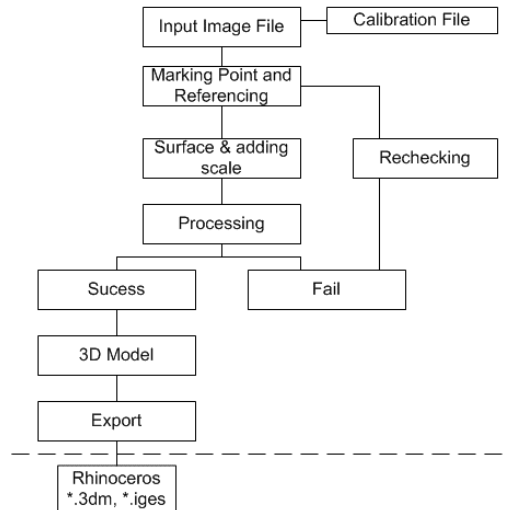 Input Image File
Calibration File
Marking Point and
Referencing
Surface & adding
scale
Rechecking
Processing
Sucess
Fail
3D Model
Export
Rhinoceros
*.3dm, *.iges